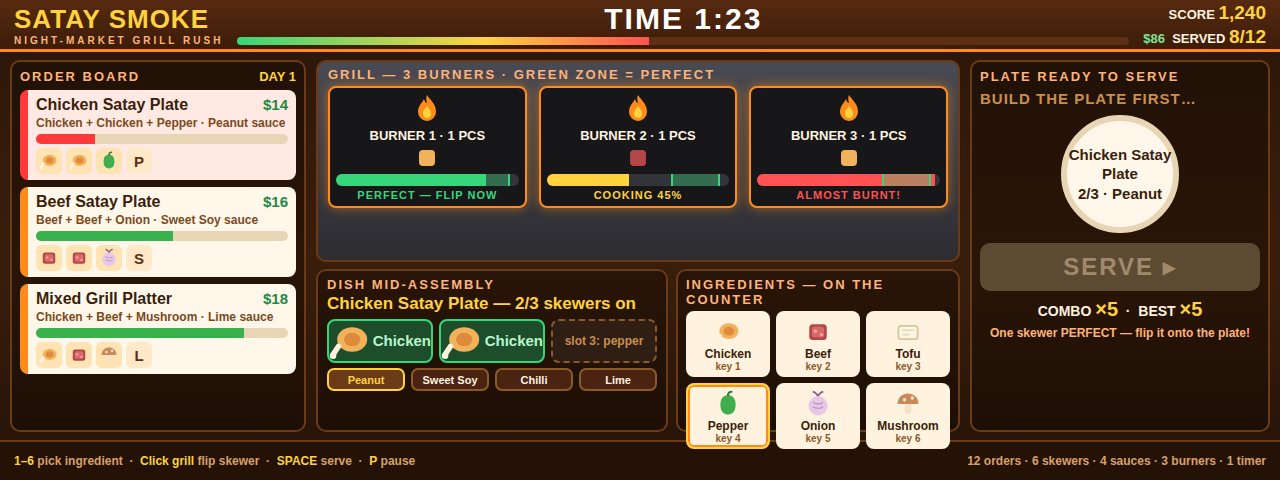 SATAY SMOKE
NIGHT-MARKET GRILL RUSH
TIME 1:23
SCORE 1,240
$86 SERVED 8/12
ORDER BOARD DAY 1
Chicken Satay Plate $14
Chicken + Chicken + Pepper · Peanut sauce
P
Beef Satay Plate $16
Beef + Beef + Onion · Sweet Soy sauce
S
Mixed Grill Platter $18
Chicken + Beef + Mushroom · Lime sauce
L
GRILL — 3 BURNERS · GREEN ZONE = PERFECT
BURNER 1 · 1 PCS
PERFECT — FLIP NOW
BURNER 2 · 1 PCS
COOKING 45%
BURNER 3 · 1 PCS
ALMOST BURNT!
DISH MID-ASSEMBLY
Chicken Satay Plate — 2/3 skewers on
Chicken Chicken slot 3: pepper
Peanut Sweet Soy Chilli Lime
INGREDIENTS — ON THE
COUNTER
Chicken Beef Tofu
key 1 key 2 key 3
Pepper Onion Mushroom
key 4 key 5 key 6
PLATE READY TO SERVE
BUILD THE PLATE FIRST...
Chicken Satay
Plate
2/3 · Peanut
SERVE ▸
COMBO ×5 · BEST ×5
One skewer PERFECT — flip it onto the plate!
1–6 pick ingredient · Click grill flip skewer · SPACE serve · P pause
12 orders · 6 skewers · 4 sauces · 3 burners · 1 timer